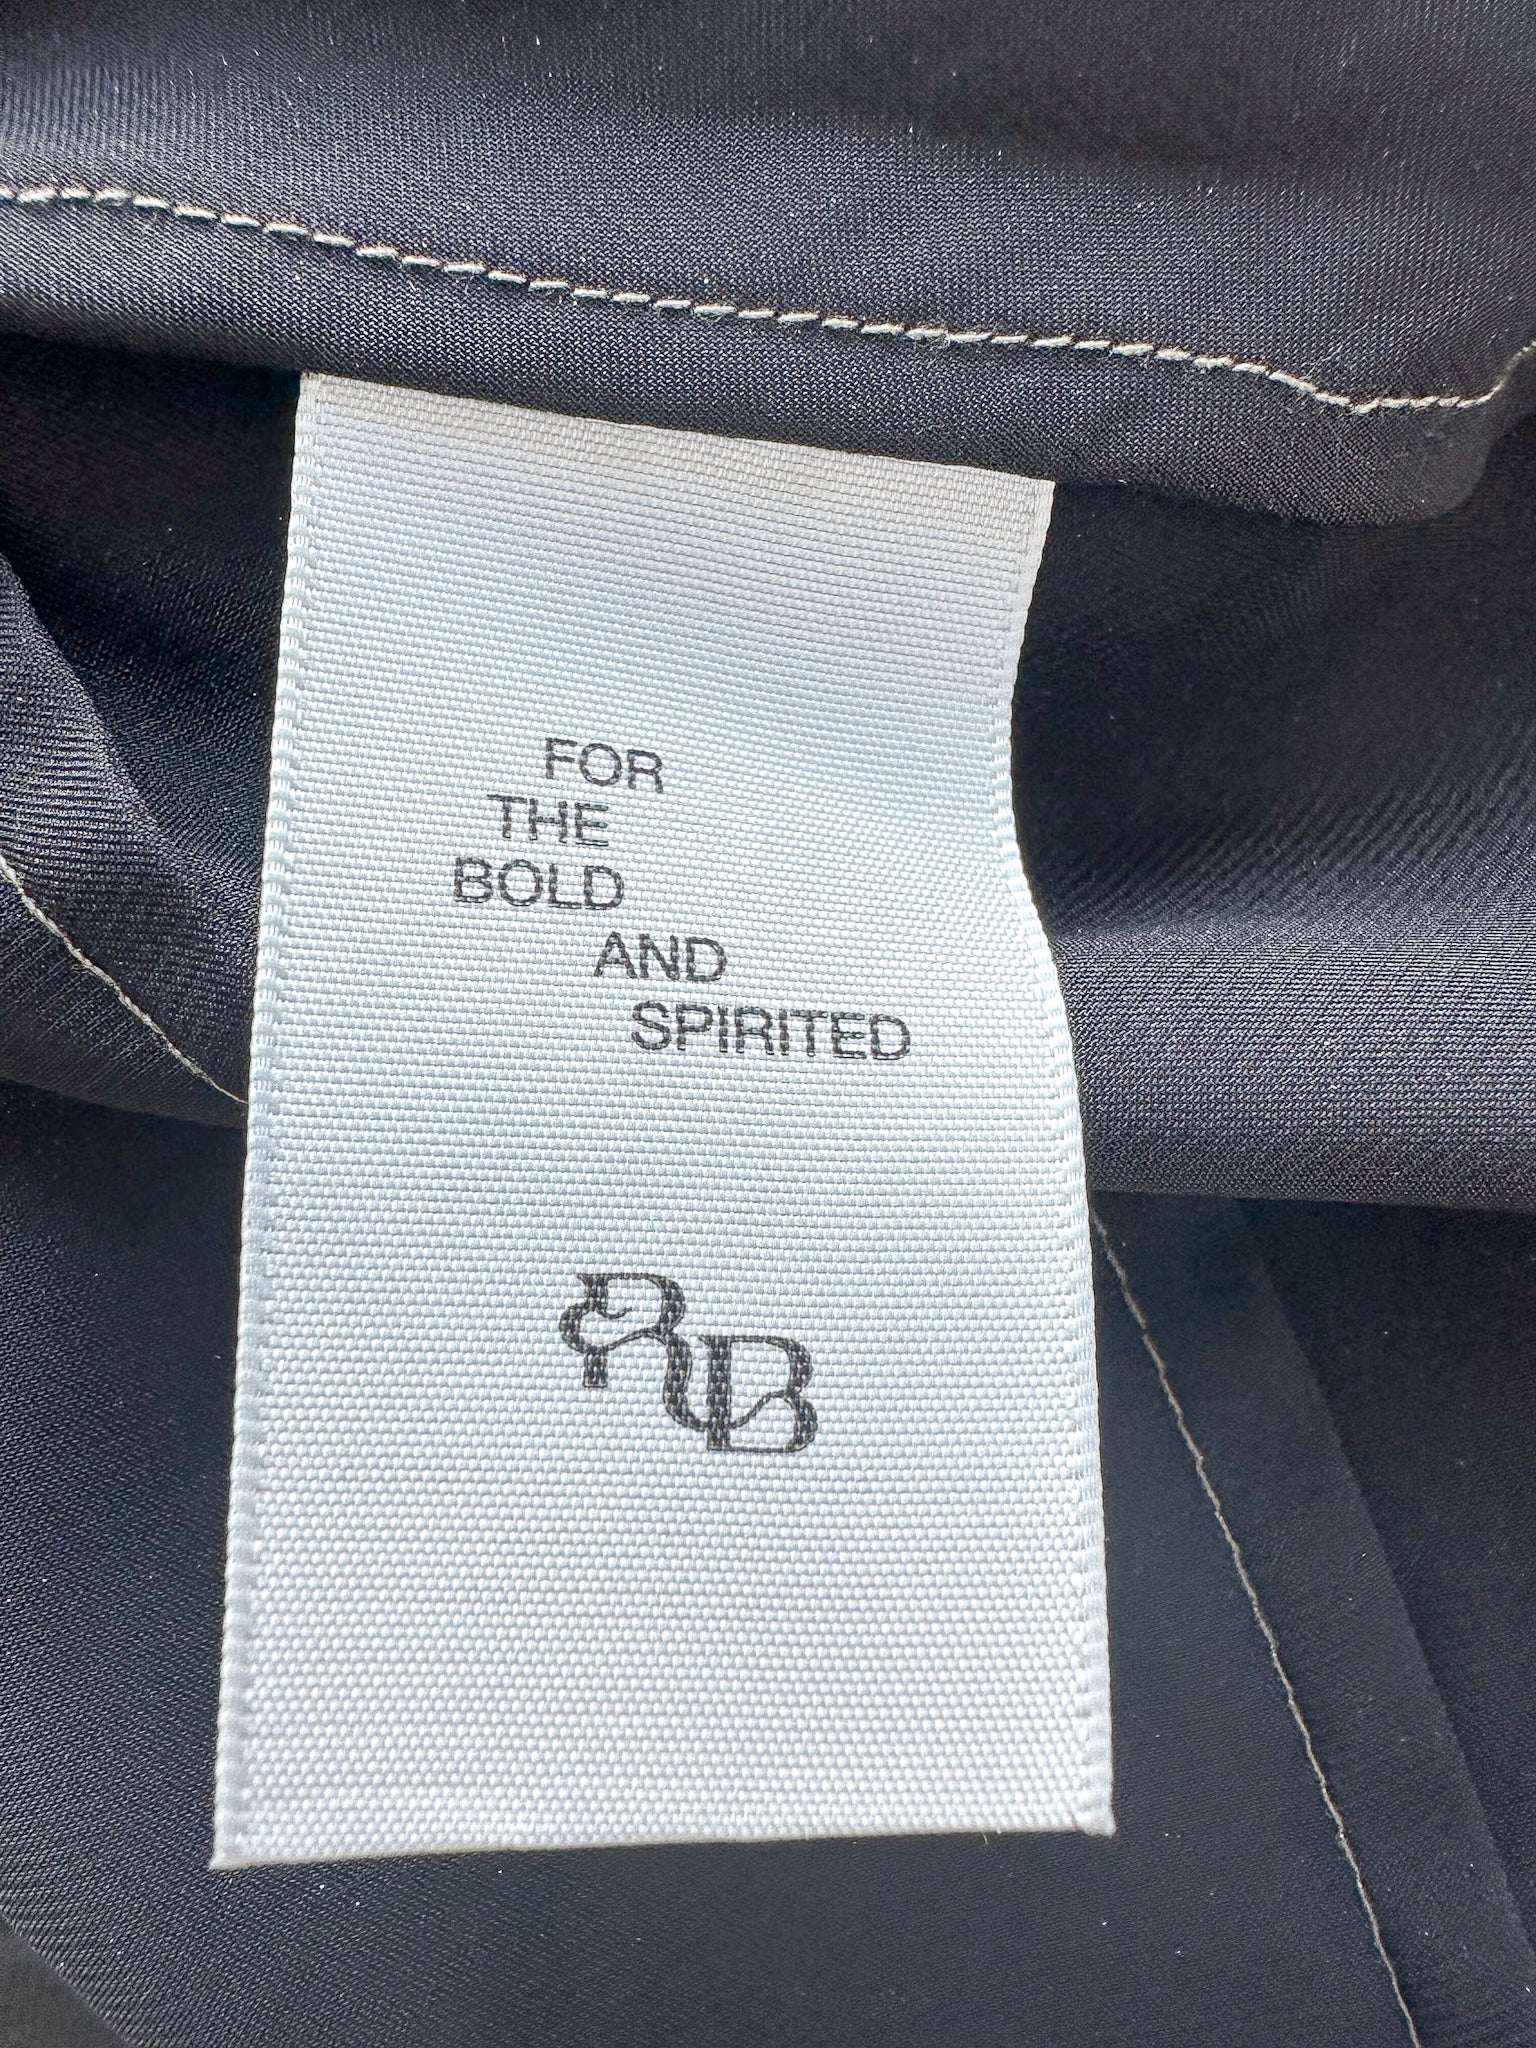 FOR
THE
BOLD
AND
SPIRITED
RB